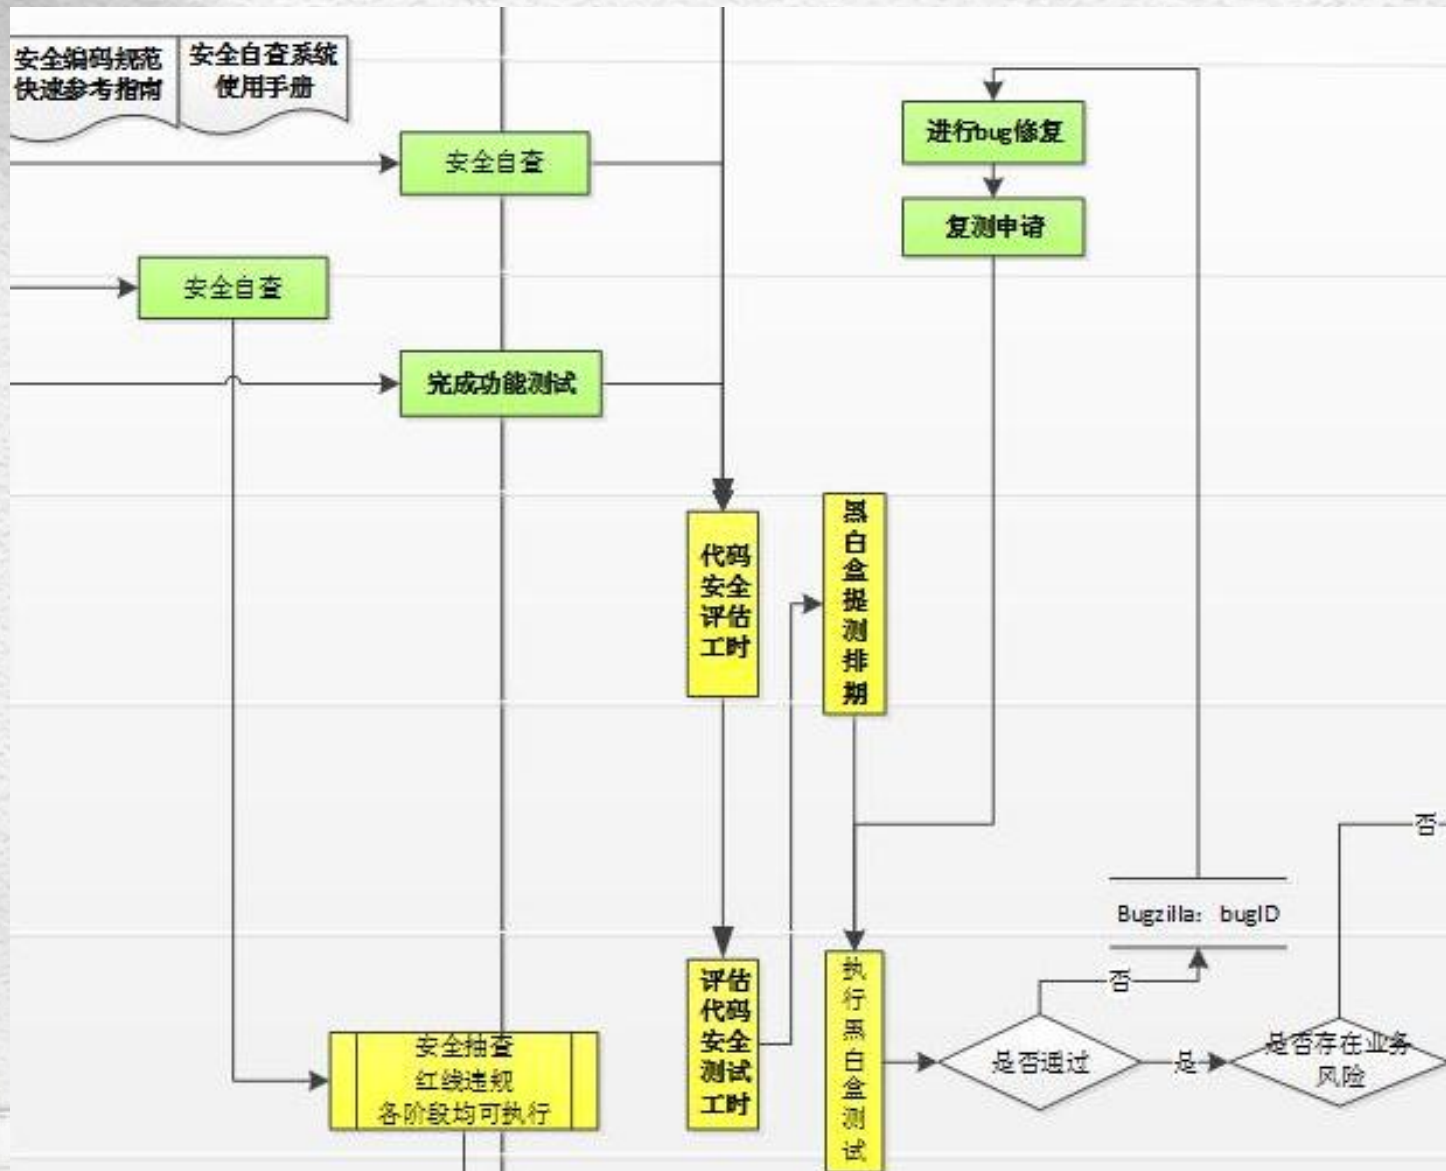 安全编码规范
快速参考指南
安全自查系统
使用手册
进行bug修复
安全自查
复测申请
安全自查
完成功能测试
代码
安全
评估
工时
黑
白
盒
提
测
排
期
否
Bugzilla: bugID
否
评估
代码
安全
测试
工时
执
行
黑
白
盒
测
试
是否通过
是
是否存在业务
风险
安全抽查
红线违规
各阶段均可执行